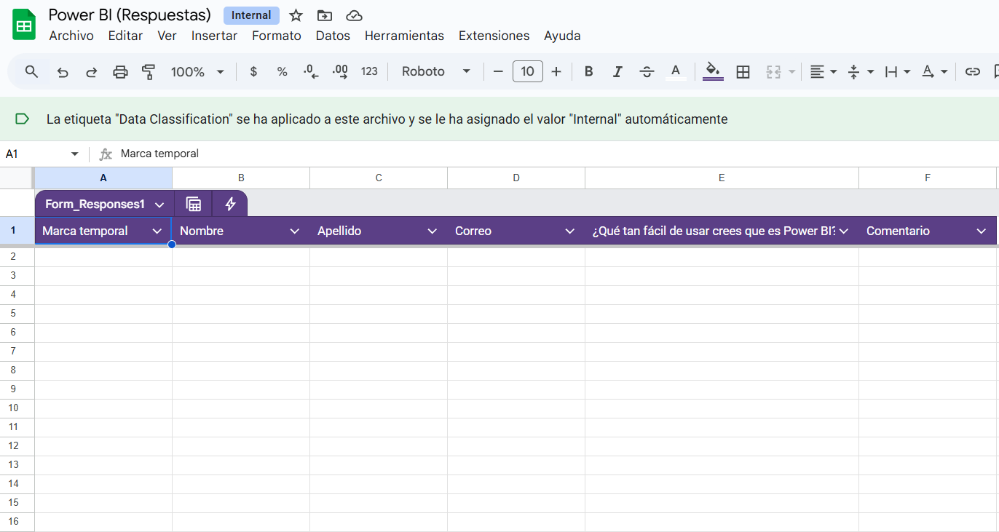 Power BI (Respuestas) Internal
Archivo Editar Ver Insertar Formato Datos Herramientas Extensiones Ayuda
100% $ % .0 .00 123 Roboto 10 B I S A A
La etiqueta "Data Classification" se ha aplicado a este archivo y se le ha asignado el valor "Internal" automáticamente
A1 fx Marca temporal
A B C D E F
Form_Responses1
1 Marca temporal Nombre Apellido Correo ¿Qué tan fácil de usar crees que es Power BI? Comentario
2
3
4
5
6
7
8
9
10
11
12
13
14
15
16